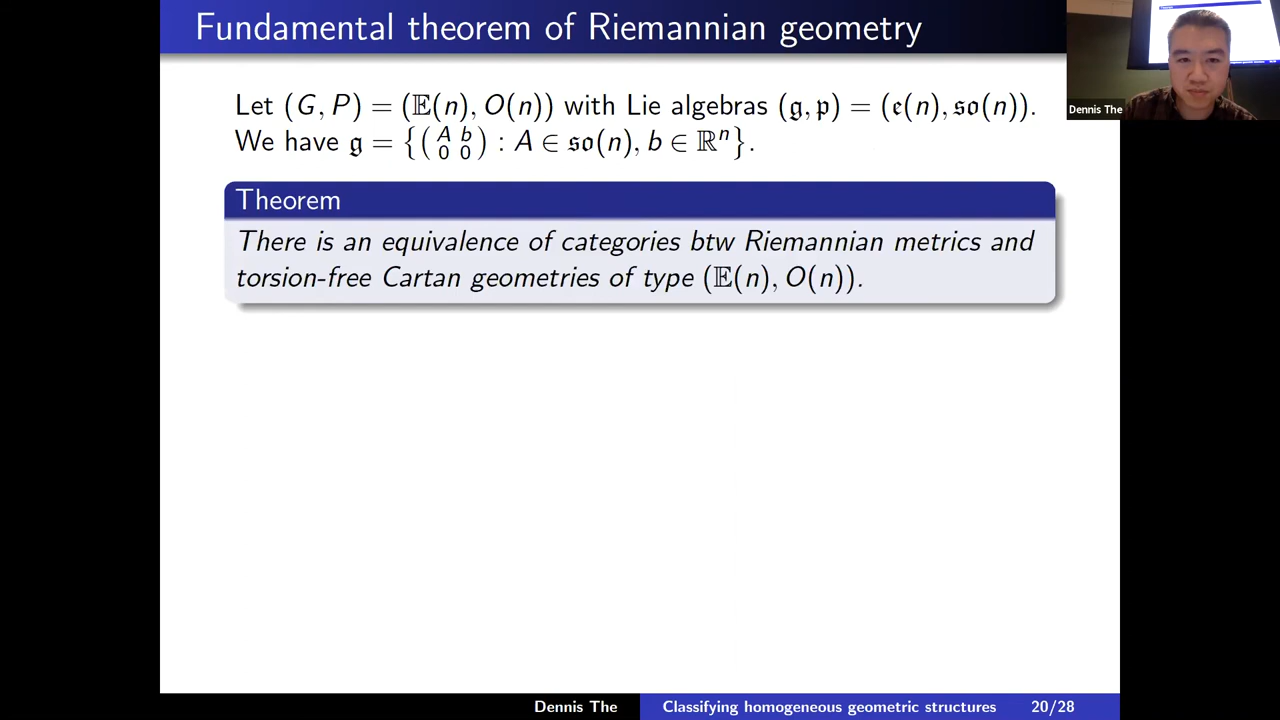 Fundamental theorem of Riemannian geometry
Let (G, P) = (𝔼(n), O(n)) with Lie algebras (𝔤, 𝔭) = (𝔢(n), 𝔰𝔬(n)).
We have 𝔤 = {(A b; 0 0) : A ∈ 𝔰𝔬(n), b ∈ ℝⁿ}.
Theorem
There is an equivalence of categories btw Riemannian metrics and
torsion-free Cartan geometries of type (𝔼(n), O(n)).
Dennis The
Dennis The
Classifying homogeneous geometric structures
20/28